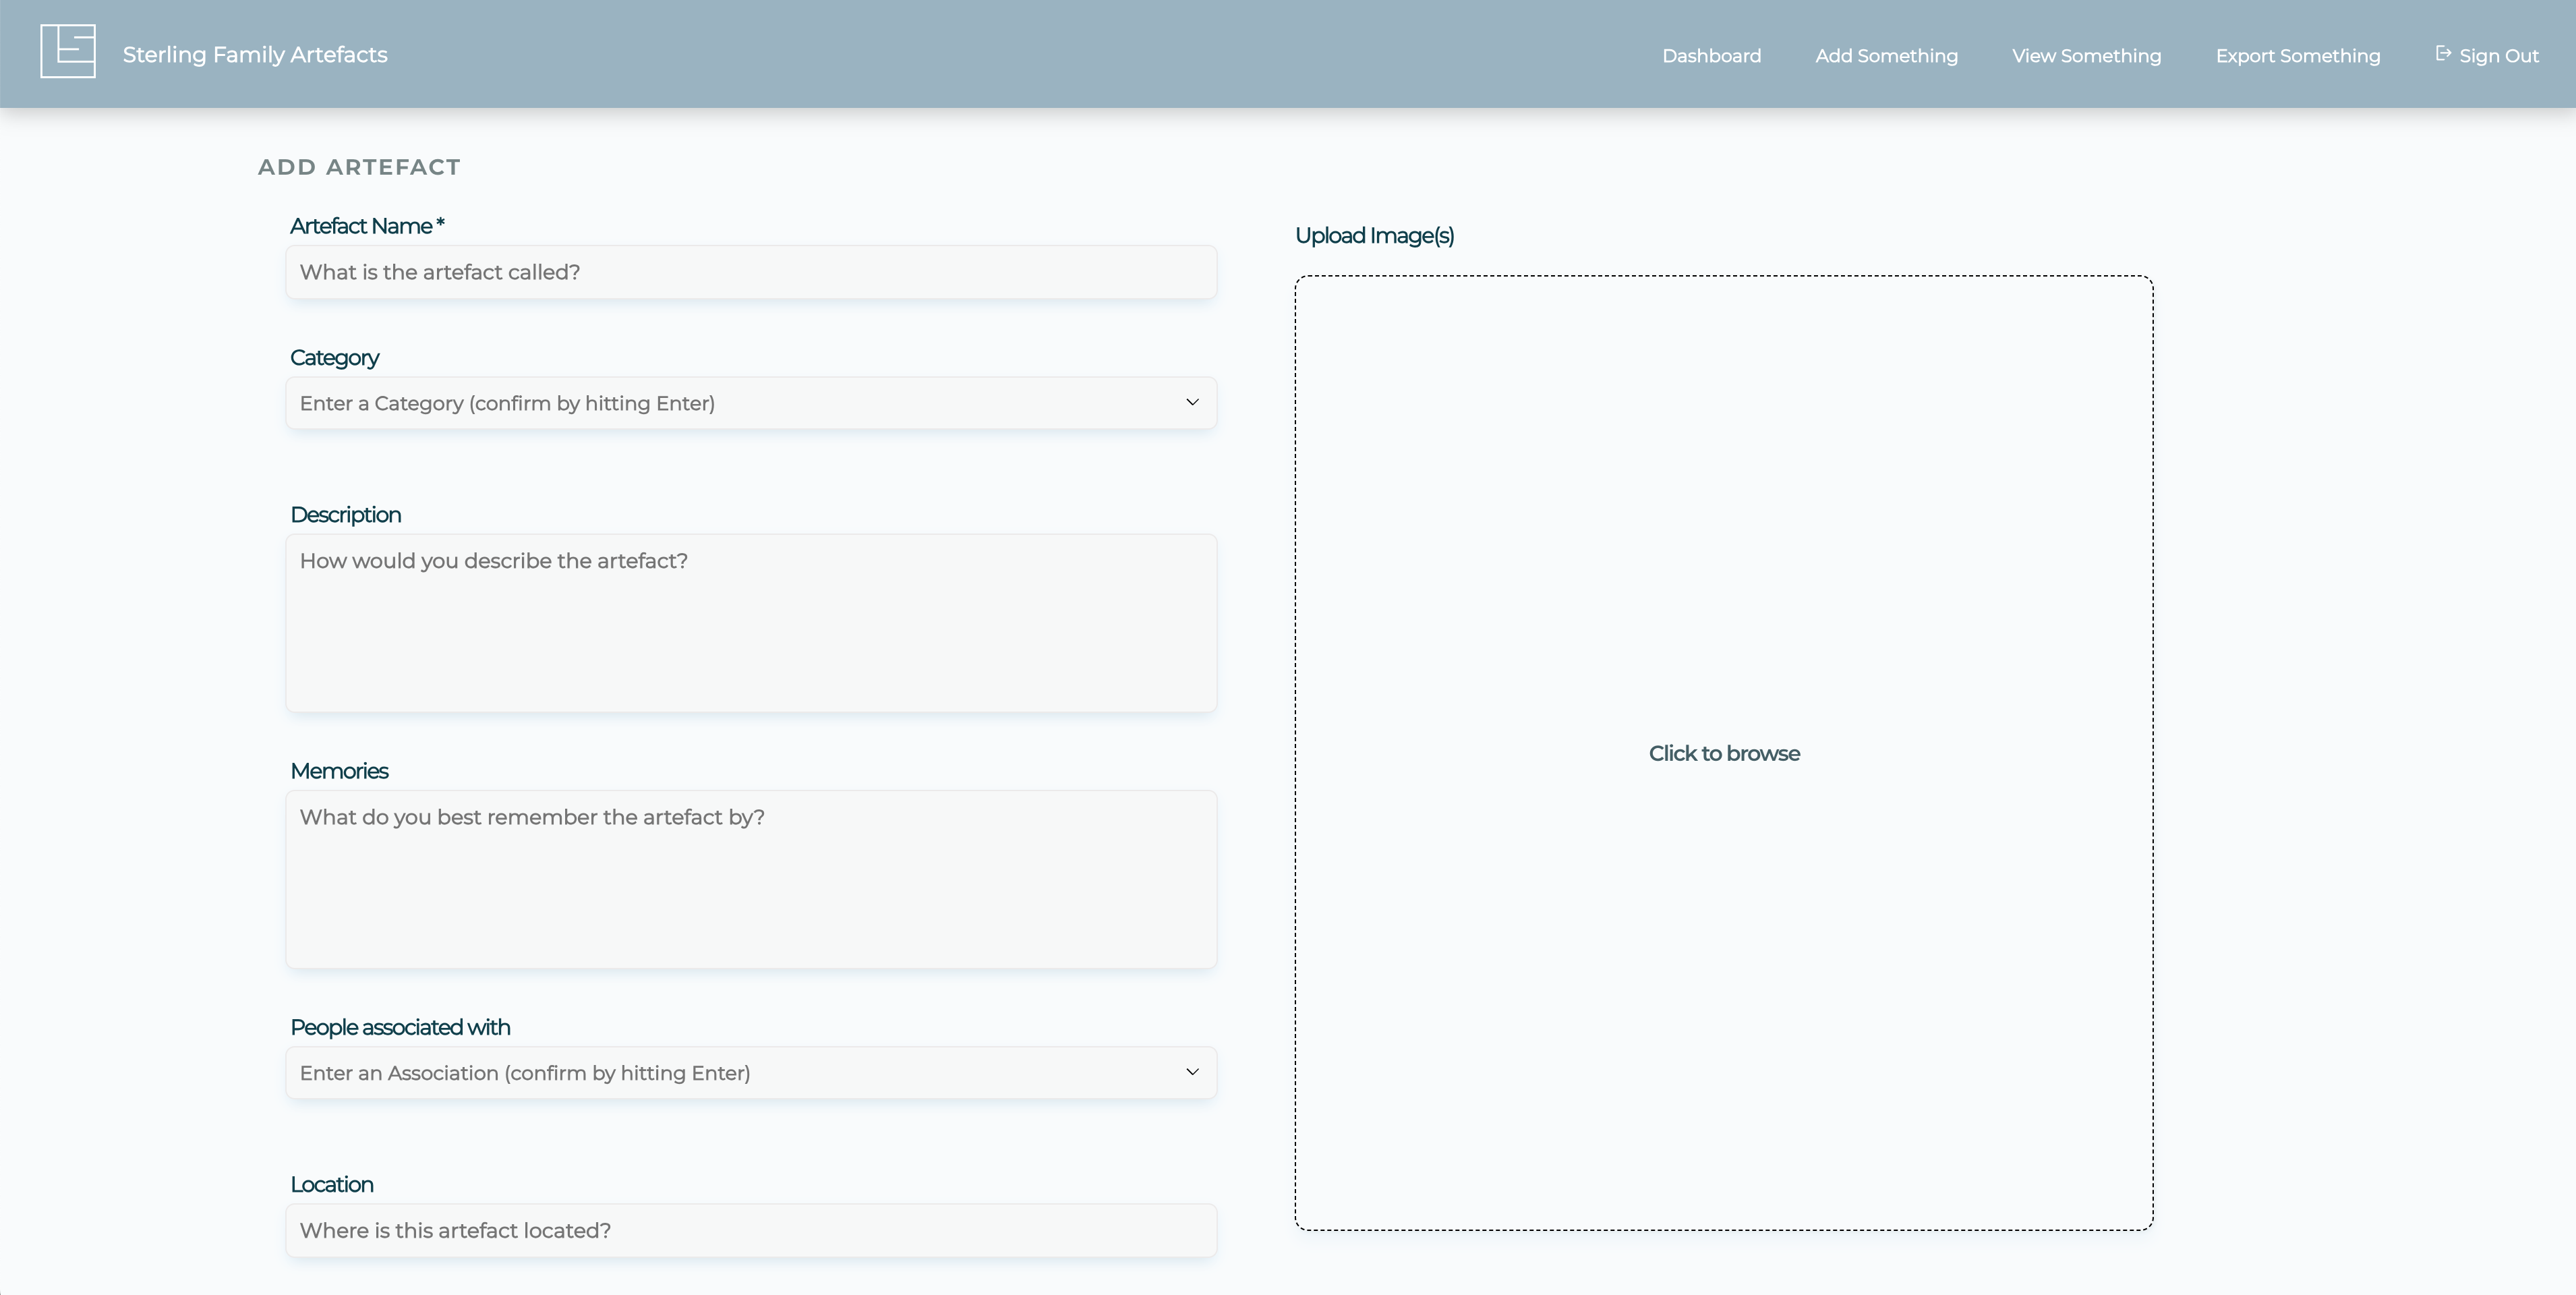 Sterling Family Artefacts
Dashboard
Add Something
View Something
Export Something
Sign Out
ADD ARTEFACT
Artefact Name *
What is the artefact called?
Category
Enter a Category (confirm by hitting Enter)
Description
How would you describe the artefact?
Memories
What do you best remember the artefact by?
People associated with
Enter an Association (confirm by hitting Enter)
Location
Where is this artefact located?
Upload Image(s)
Click to browse